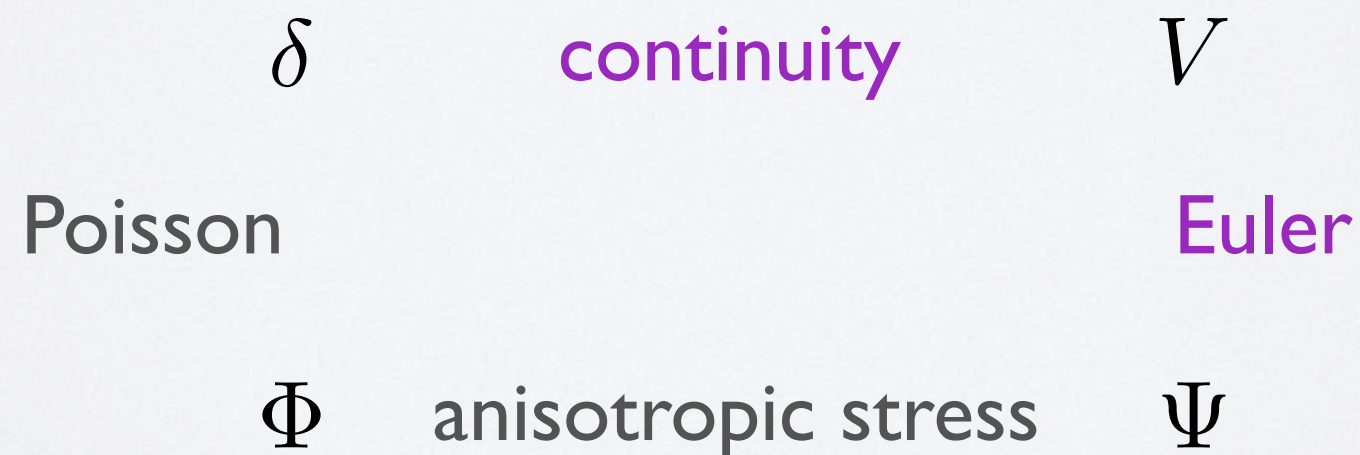 δ continuity V
Poisson Euler
Φ anisotropic stress Ψ